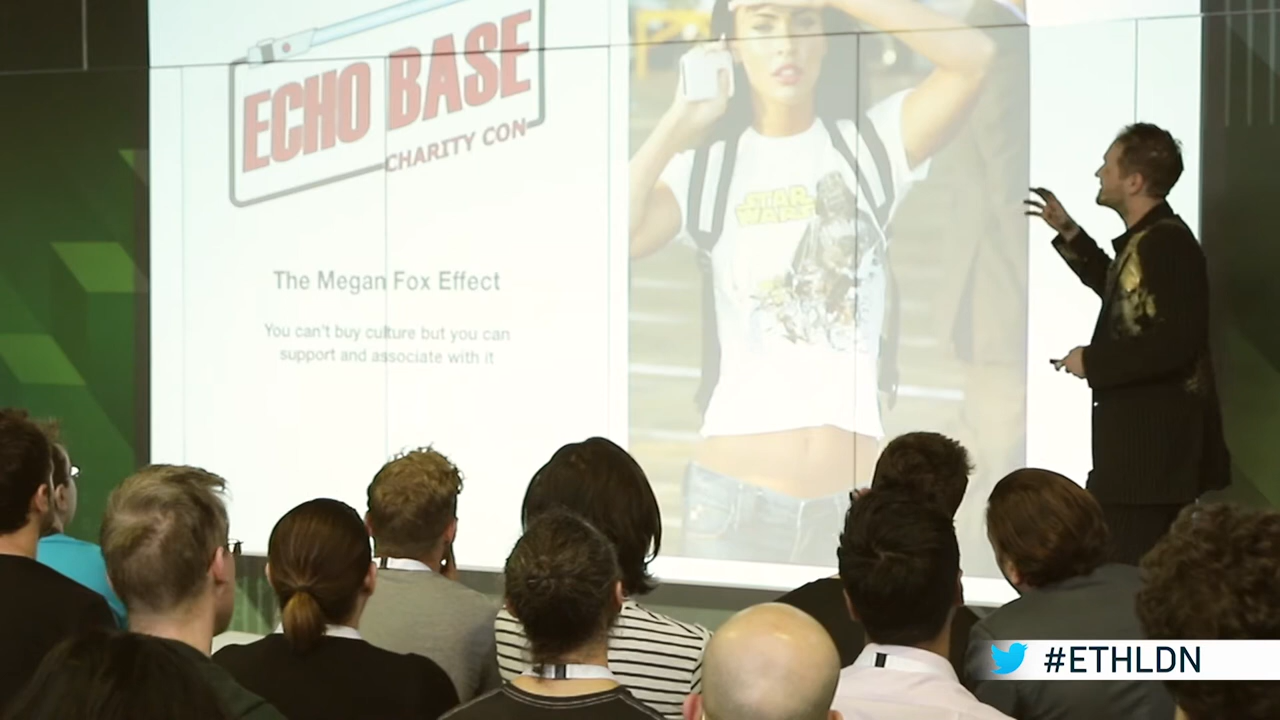 ECHO BASE
CHARITY CON
STAR
WARS
The Megan Fox Effect
You can't buy culture but you can
support and associate with it
#ETHLDN